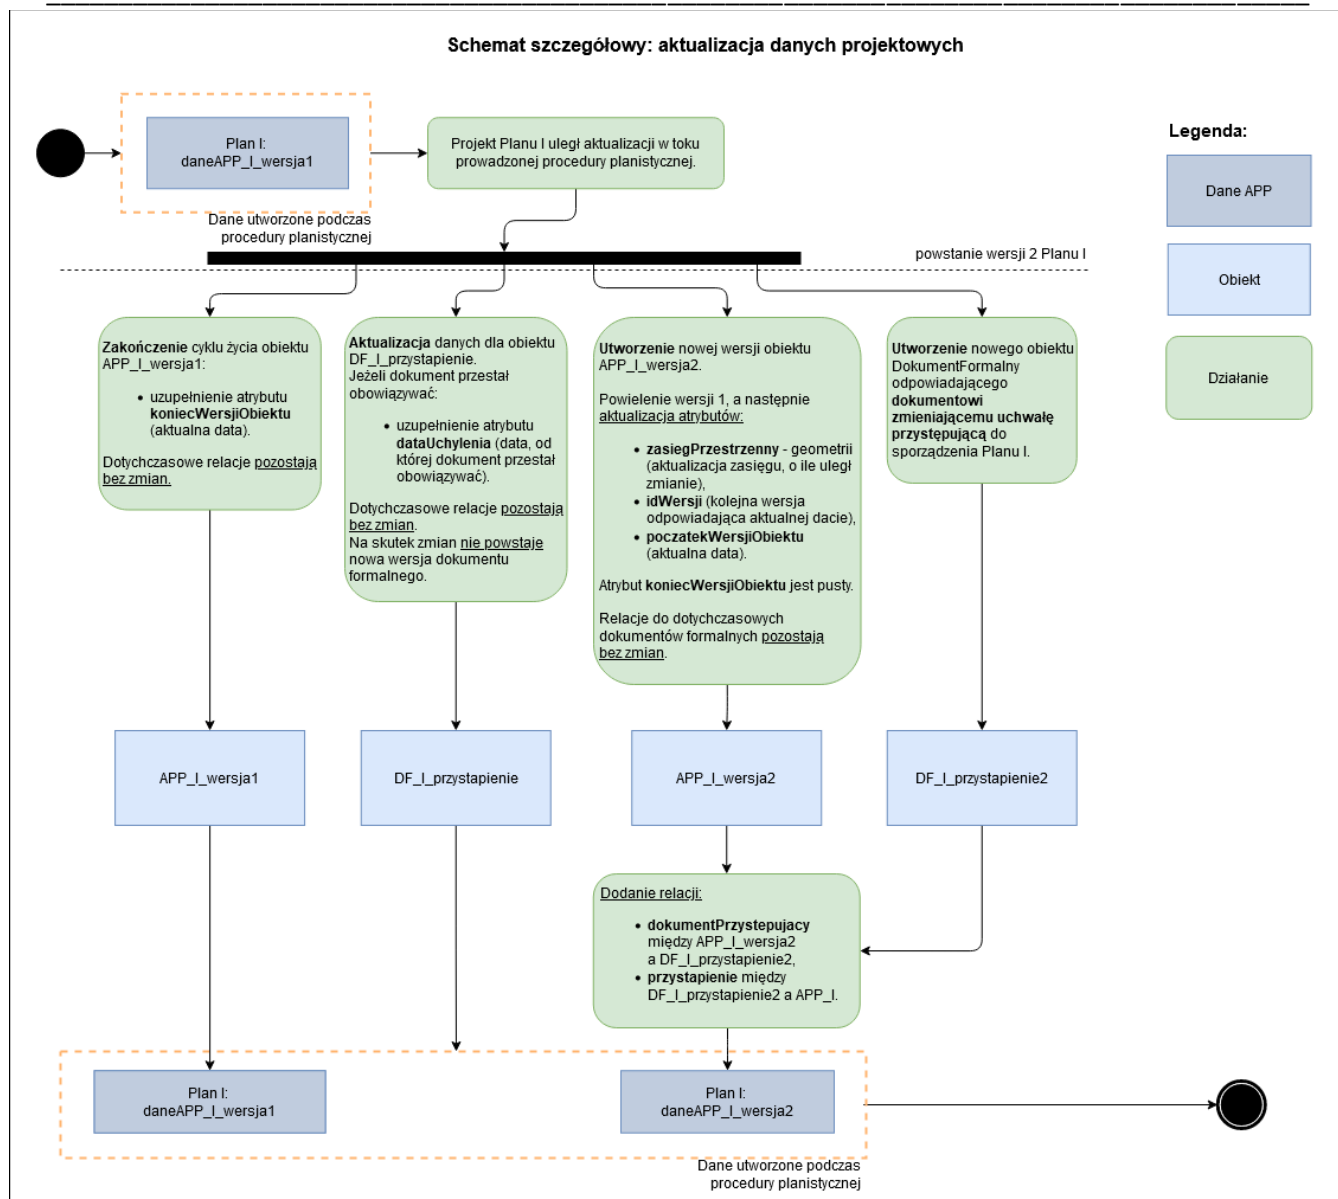 Schemat szczegółowy: aktualizacja danych projektowych
Plan I:
daneAPP_I_wersja1
Projekt Planu I uległ aktualizacji w toku
prowadzonej procedury planistycznej.
Dane utworzone podczas
procedury planistycznej
powstanie wersji 2 Planu I
Legenda:
Dane APP
Obiekt
Działanie
Zakończenie cyklu życia obiektu
APP_I_wersja1:
• uzupełnienie atrybutu
koniecWersjiObiektu
(aktualna data).
Dotychczasowe relacje pozostają
bez zmian.
Aktualizacja danych dla obiektu
DF_I_przystapienie.
Jeżeli dokument przestał
obowiązywać:
• uzupełnienie atrybutu
dataUchylenia (data, od
której dokument przestał
obowiązywać).
Dotychczasowe relacje pozostają
bez zmian.
Na skutek zmian nie powstaje
nowa wersja dokumentu
formalnego.
Utworzenie nowej wersji obiektu
APP_I_wersja2.
Powielenie wersji 1, a następnie
aktualizacja atrybutów:
• zasiegPrzestrzenny - geometrii
(aktualizacja zasięgu, o ile uległ
zmianie),
• idWersji (kolejna wersja
odpowiadająca aktualnej dacie),
• poczatekWersjiObiektu
(aktualna data).
Atrybut koniecWersjiObiektu jest pusty.
Relacje do dotychczasowych
dokumentów formalnych pozostają
bez zmian.
Utworzenie nowego obiektu
DokumentFormalny
odpowiadającego
dokumentowi
zmieniającemu uchwałę
przystępującą do
sporządzenia Planu I.
APP_I_wersja1
DF_I_przystapienie
APP_I_wersja2
DF_I_przystapienie2
Dodanie relacji:
• dokumentPrzystepujacy
między APP_I_wersja2
a DF_I_przystapienie2,
• przystapienie między
DF_I_przystapienie2 a APP_I.
Plan I:
daneAPP_I_wersja1
Plan I:
daneAPP_I_wersja2
Dane utworzone podczas
procedury planistycznej